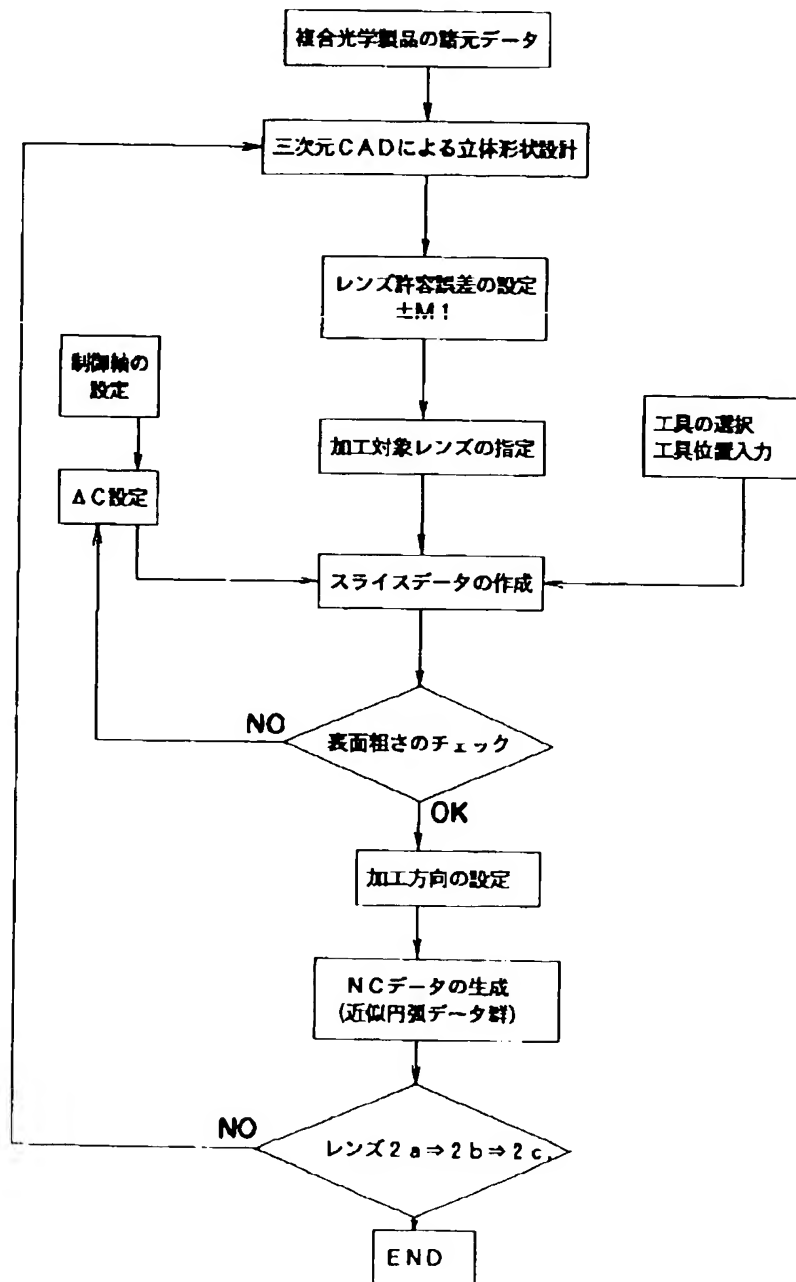 複合光学製品の諸元データ
三次元CADによる立体形状設計
レンズ許容誤差の設定
±M1
制御軸の
設定
加工対象レンズの指定
工具の選択
工具位置入力
ΔC設定
スライスデータの作成
NO
表面粗さのチェック
OK
加工方向の設定
NCデータの生成
(近似円弧データ群)
NO
レンズ2a⇒2b⇒2c,
END